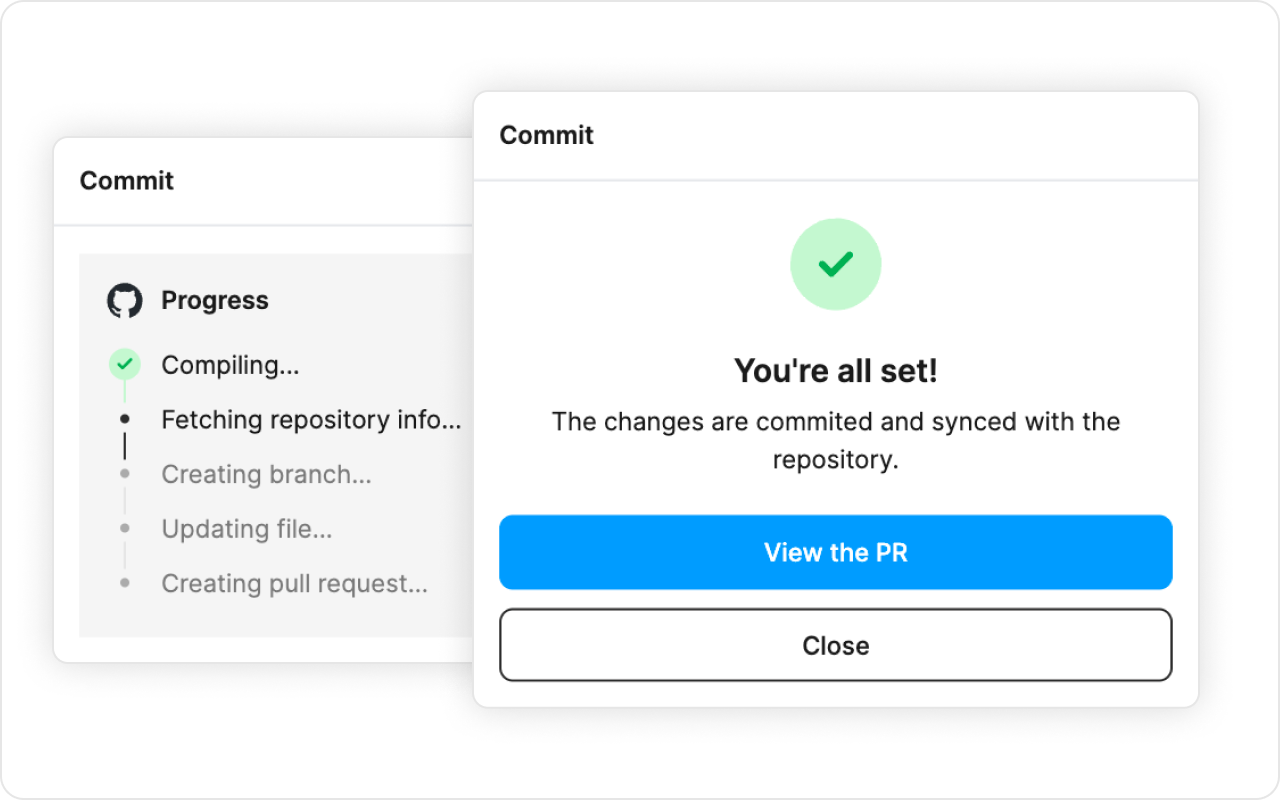 Commit
Progress
Compiling...
Fetching repository info...
Creating branch...
Updating file...
Creating pull request...
Commit
You're all set!
The changes are commited and synced with the
repository.
View the PR
Close